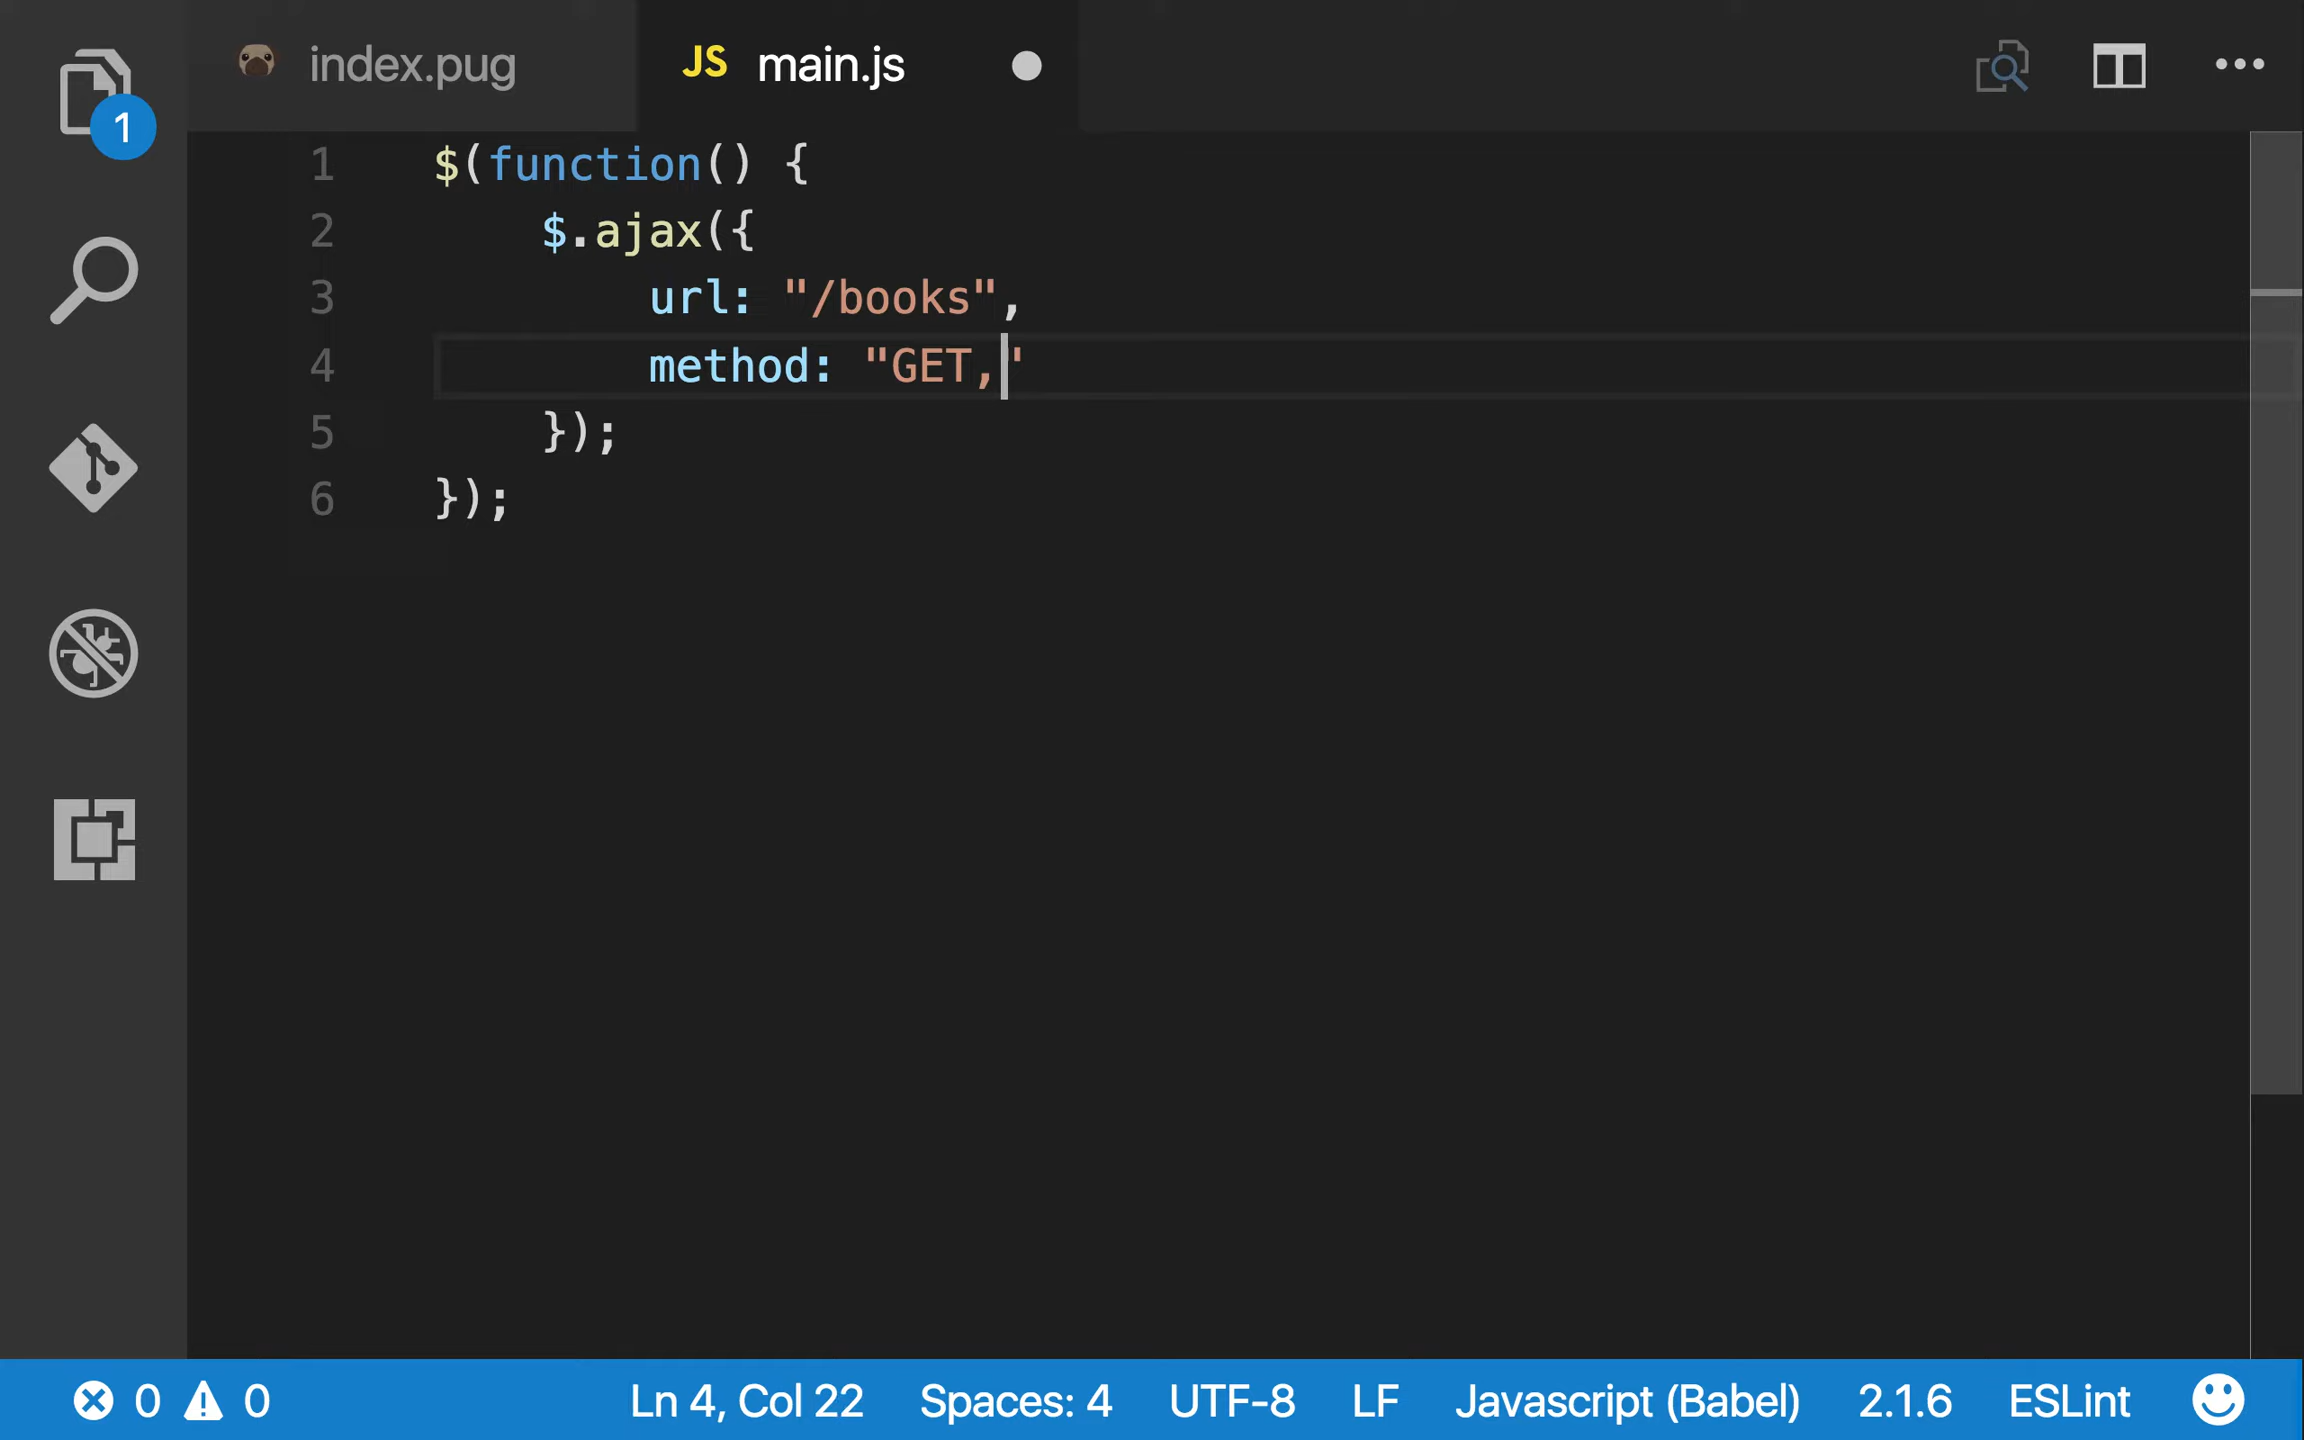 index.pug
JS main.js
1
1 $(function() {
2     $.ajax({
3         url: "/books",
4         method: "GET,"
5     });
6 });
0 0 Ln 4, Col 22 Spaces: 4 UTF-8 LF Javascript (Babel) 2.1.6 ESLint